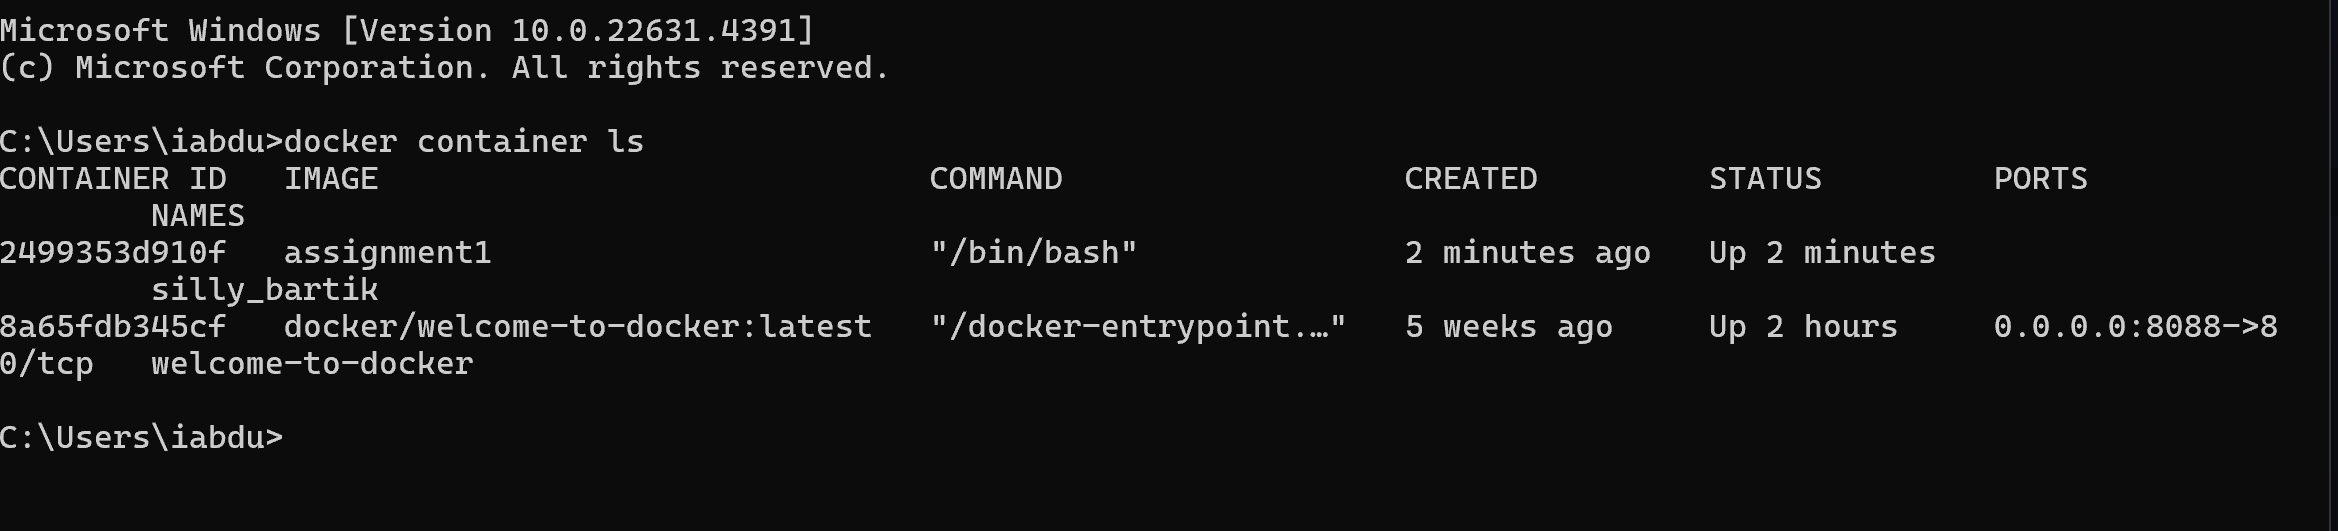 Microsoft Windows [Version 10.0.22631.4391]
(c) Microsoft Corporation. All rights reserved.
C:\Users\iabdu>docker container ls
CONTAINER ID   IMAGE                             COMMAND                  CREATED         STATUS         PORTS
        NAMES
2499353d910f   assignment1                       "/bin/bash"              2 minutes ago   Up 2 minutes
        silly_bartik
8a65fdb345cf   docker/welcome-to-docker:latest   "/docker-entrypoint.…"   5 weeks ago     Up 2 hours     0.0.0.0:8088->8
0/tcp   welcome-to-docker
C:\Users\iabdu>